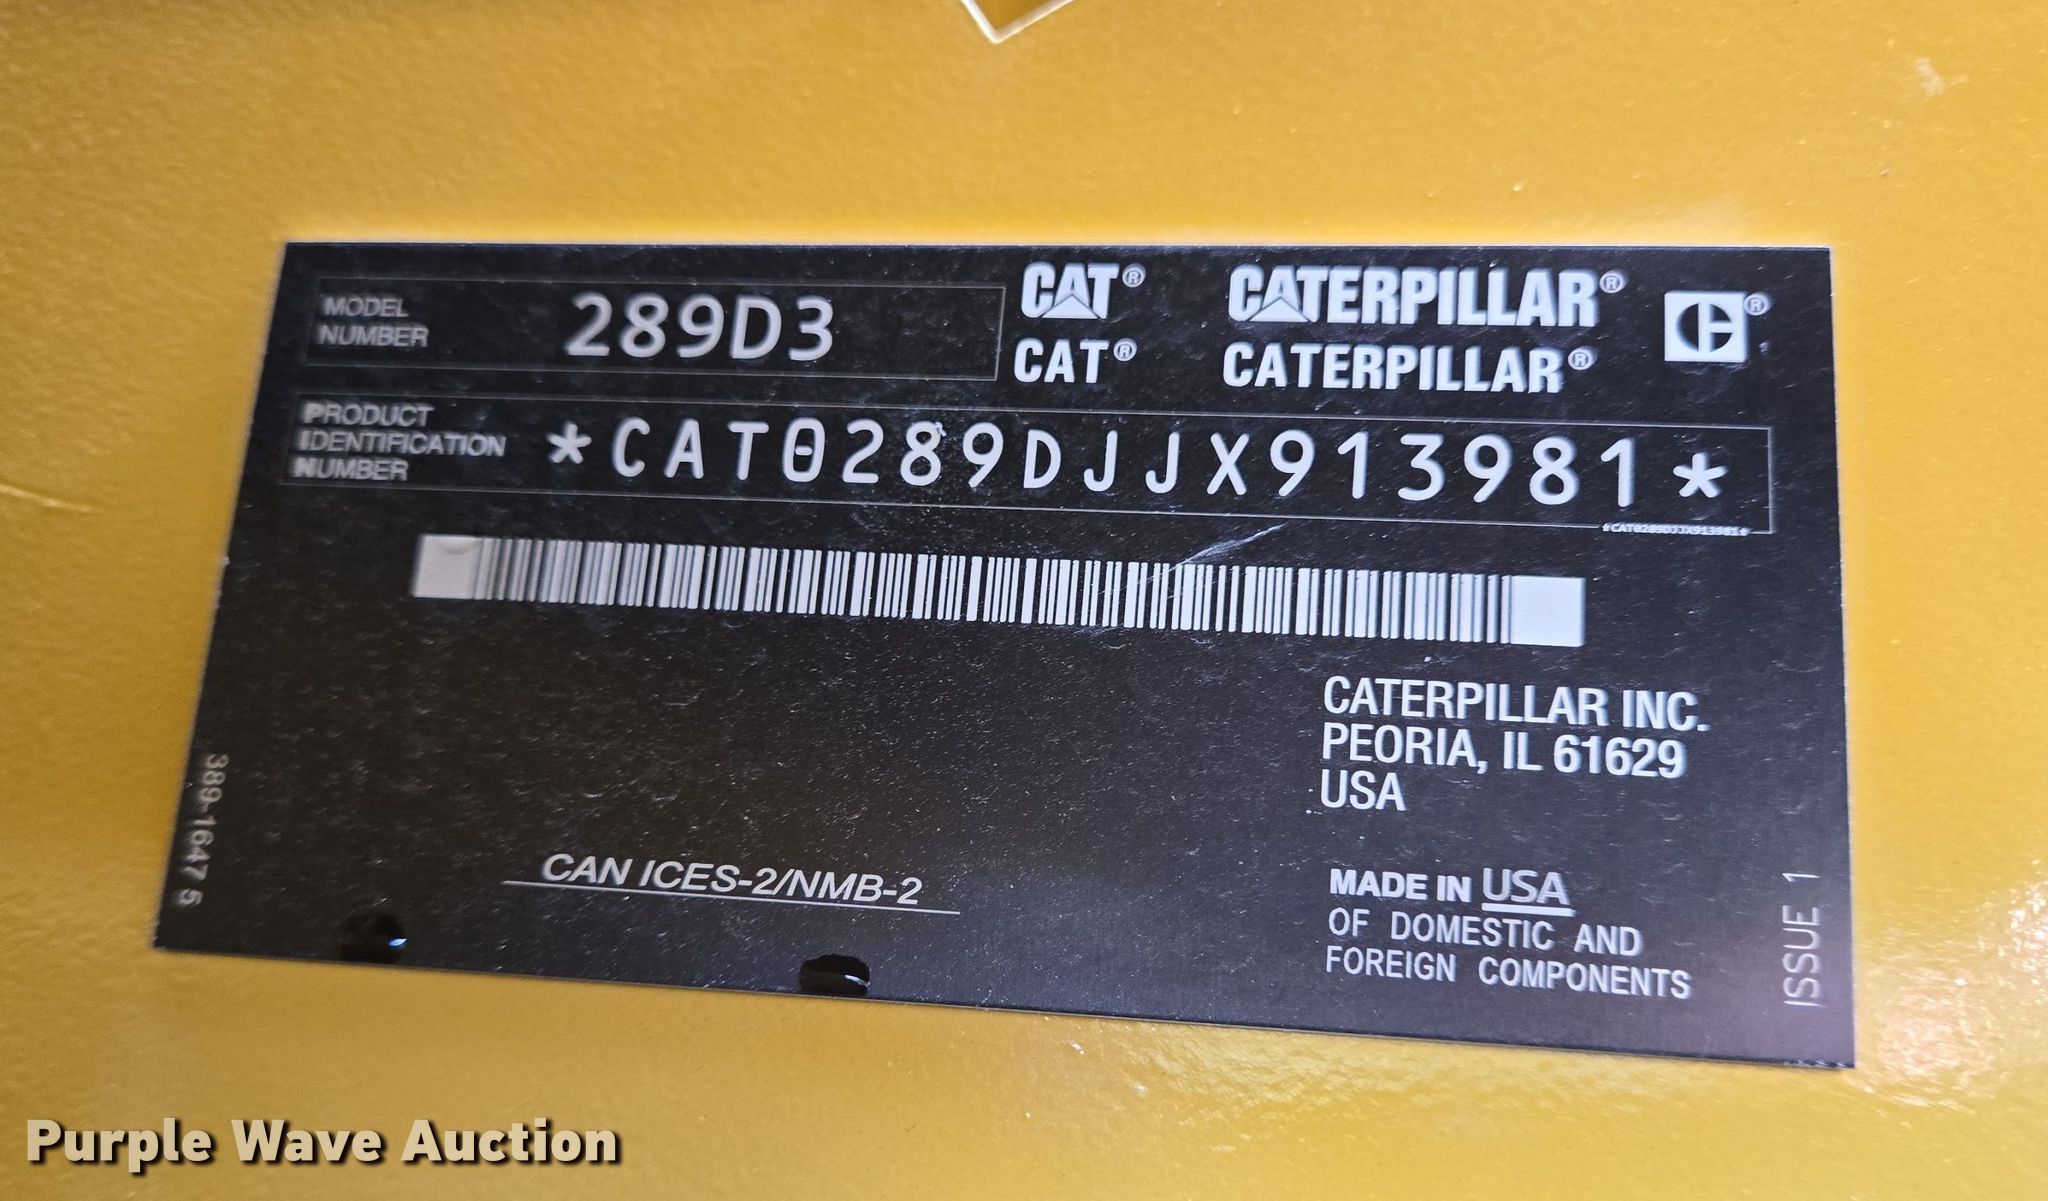 MODEL NUMBER 289D3
CAT® CATERPILLAR® ®
CAT® CATERPILLAR®
PRODUCT IDENTIFICATION NUMBER *CAT0289DJJX913981*
*CAT0289DJJX913981*
CATERPILLAR INC.
PEORIA, IL 61629
USA
389-1647 5
CAN ICES-2/NMB-2
MADE IN USA
OF DOMESTIC AND
FOREIGN COMPONENTS
ISSUE 1
Purple Wave Auction